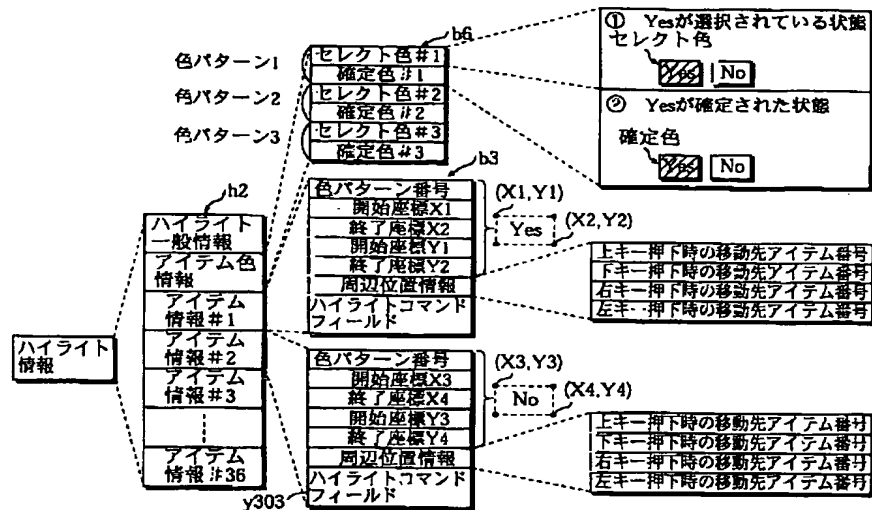 b6
色パターン1
色パターン2
色パターン3
セレクト色#1
確定色#1
セレクト色#2
確定色#2
セレクト色#3
確定色#3
① Yesが選択されている状態
セレクト色
Yes No
② Yesが確定された状態
確定色
Yes No
h2
ハイライト
一般情報
アイテム色
情報
アイテム
情報#1
アイテム
情報#2
アイテム
情報#3
アイテム
情報#36
ハイライト
情報
b3
色パターン番号
開始座標X1
終了座標X2
開始座標Y1
終了座標Y2
周辺位置情報
ハイライトコマンド
フィールド
(X1,Y1)
Yes
(X2,Y2)
上キー押下時の移動先アイテム番号
下キー押下時の移動先アイテム番号
右キー押下時の移動先アイテム番号
左キー押下時の移動先アイテム番号
色パターン番号
開始座標X3
終了座標X4
開始座標Y3
終了座標Y4
周辺位置情報
ハイライトコマンド
フィールド
y303
(X3,Y3)
No
(X4,Y4)
上キー押下時の移動先アイテム番号
下キー押下時の移動先アイテム番号
右キー押下時の移動先アイテム番号
左キー押下時の移動先アイテム番号